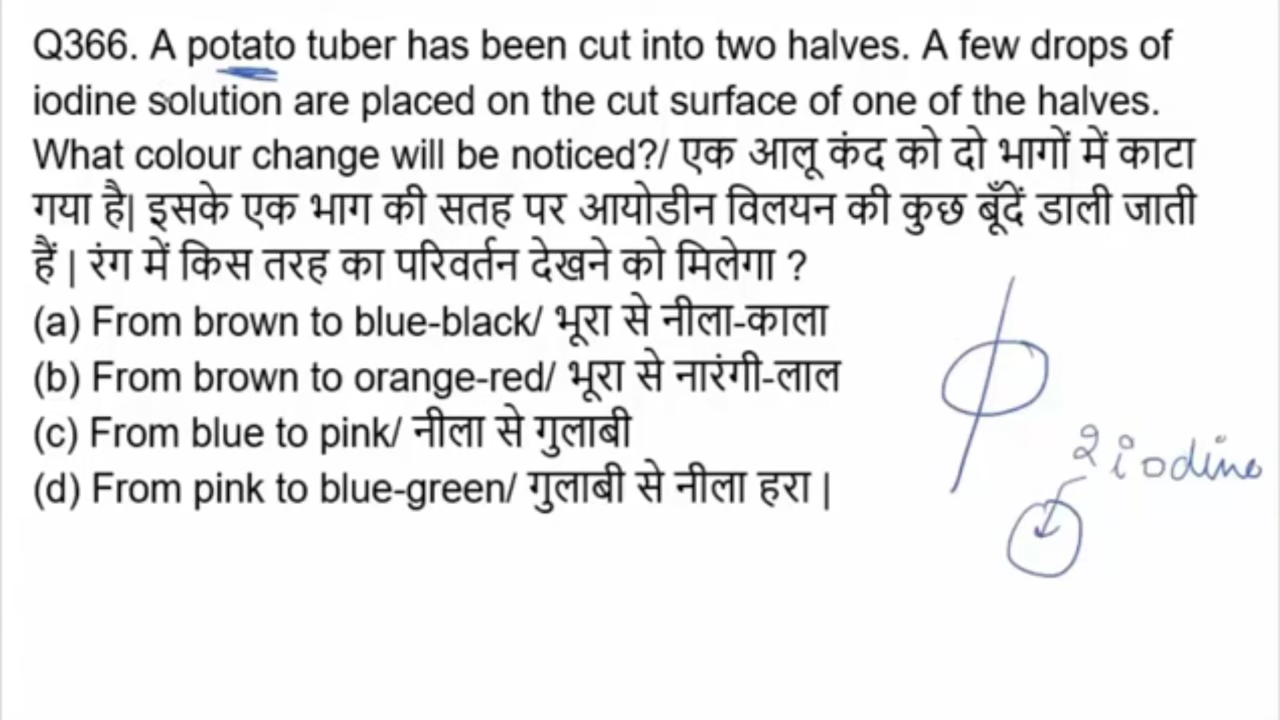 Q366. A potato tuber has been cut into two halves. A few drops of
iodine solution are placed on the cut surface of one of the halves.
What colour change will be noticed?/ एक आलू कंद को दो भागों में काटा
गया है| इसके एक भाग की सतह पर आयोडीन विलयन की कुछ बूँदें डाली जाती
हैं | रंग में किस तरह का परिवर्तन देखने को मिलेगा ?
(a) From brown to blue-black/ भूरा से नीला-काला
(b) From brown to orange-red/ भूरा से नारंगी-लाल
(c) From blue to pink/ नीला से गुलाबी
(d) From pink to blue-green/ गुलाबी से नीला हरा |
2 iodine